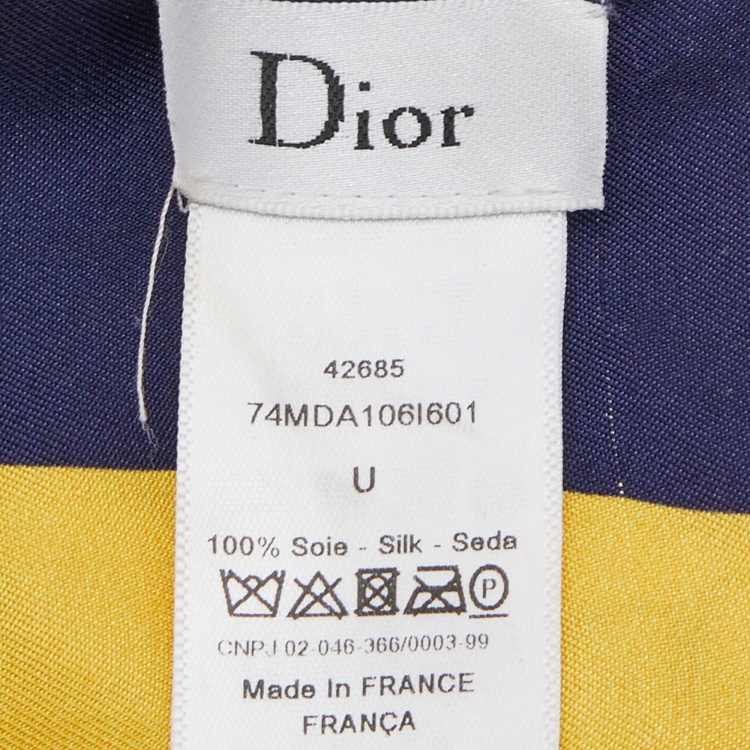 Dior
42685
74MDA106I601
U
100% Soie - Silk - Seda
P
CNPJ 02-046-366/0003-99
Made In FRANCE
FRANÇA